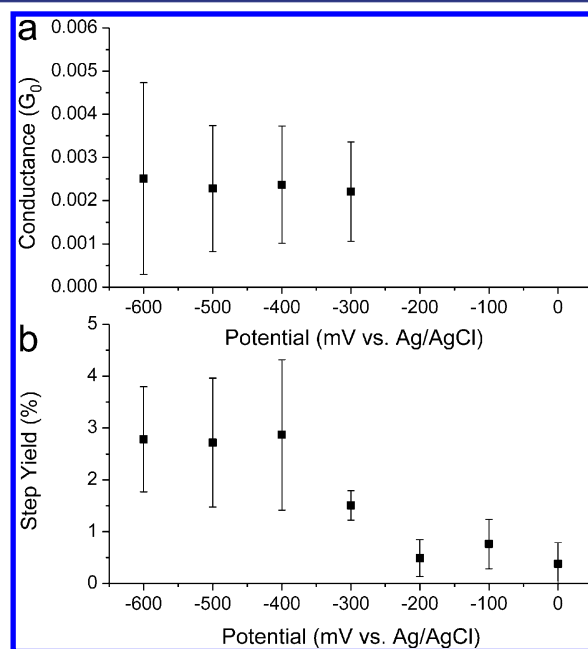 a
0.006
0.005
0.004
0.003
0.002
0.001
0.000
Conductance (G₀)
-600 -500 -400 -300 -200 -100 0
Potential (mV vs. Ag/AgCl)
b
5
4
3
2
1
0
Step Yield (%)
-600 -500 -400 -300 -200 -100 0
Potential (mV vs. Ag/AgCl)